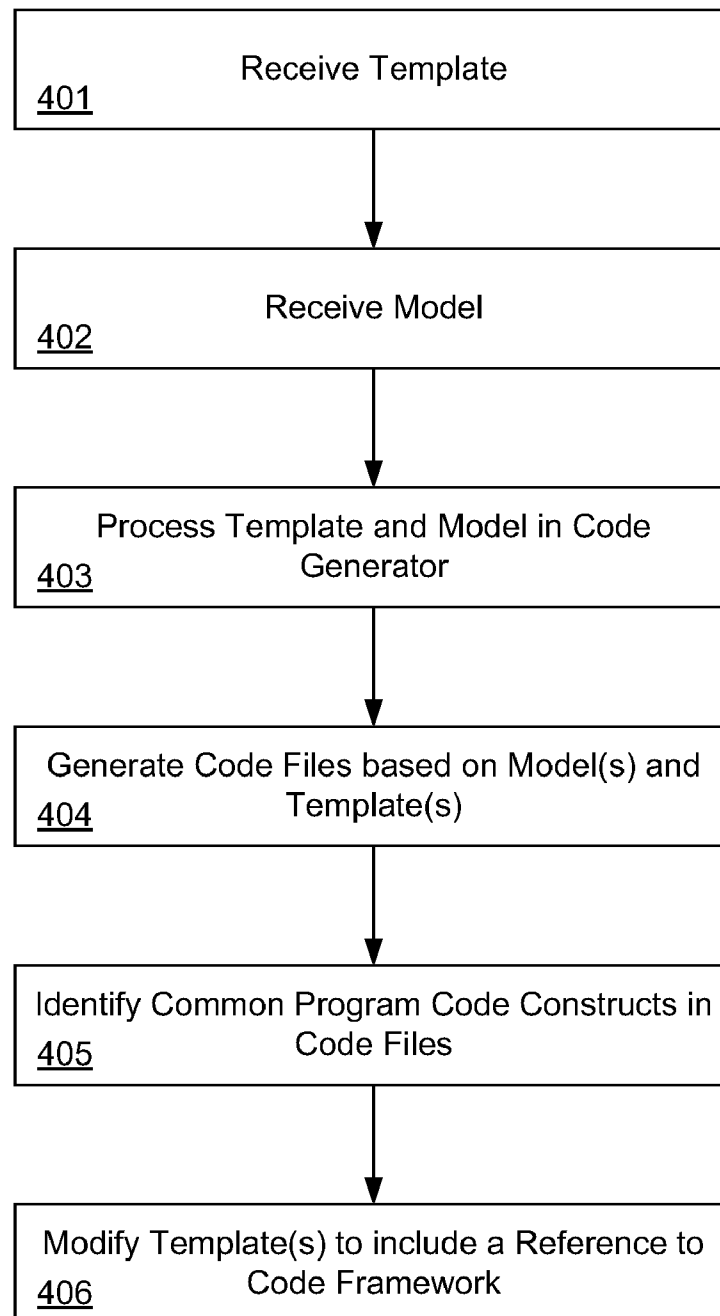 Receive Template
401
Receive Model
402
Process Template and Model in Code
Generator
403
Generate Code Files based on Model(s) and
Template(s)
404
Identify Common Program Code Constructs in
Code Files
405
Modify Template(s) to include a Reference to
Code Framework
406